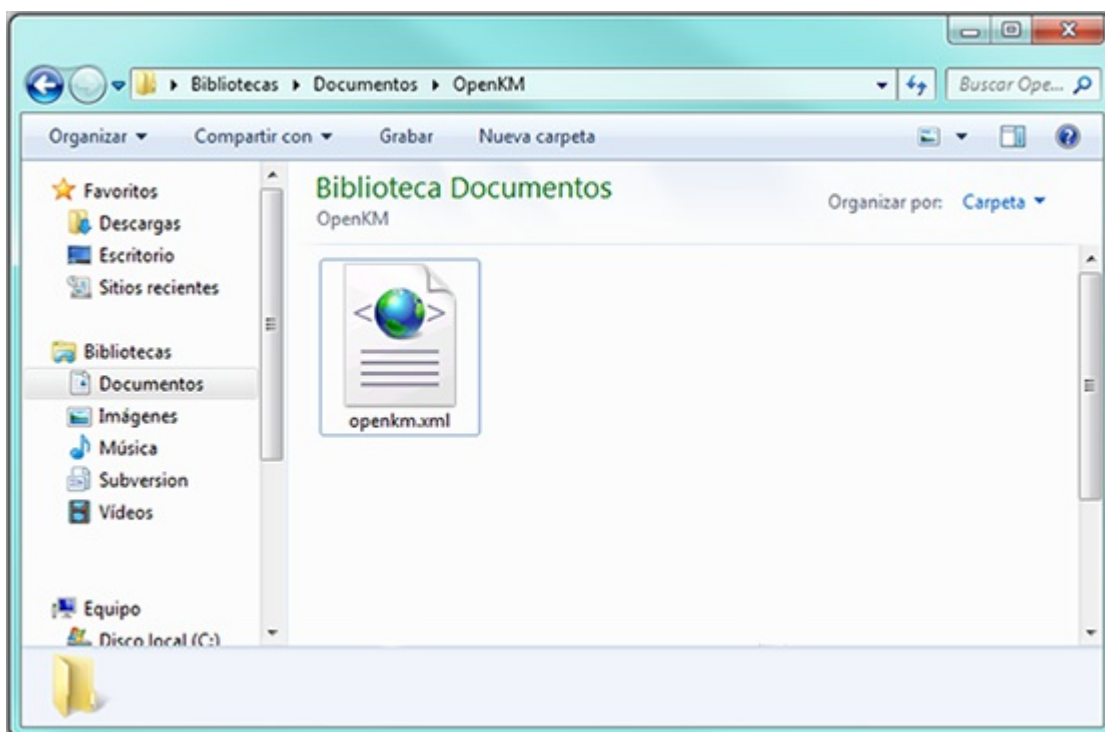 Bibliotecas Documentos OpenKM Buscar Ope...
Organizar Compartir con Grabar Nueva carpeta
Favoritos
Descargas
Escritorio
Sitios recientes
Bibliotecas
Documentos
Imágenes
Música
Subversion
Vídeos
Equipo
Disco local (C:)
Biblioteca Documentos
OpenKM
Organizar por: Carpeta
openkm.xml